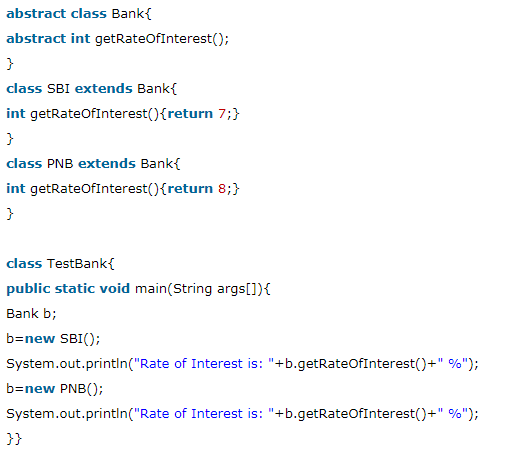 abstract class Bank{
abstract int getRateOfInterest();
}
class SBI extends Bank{
int getRateOfInterest(){return 7;}
}
class PNB extends Bank{
int getRateOfInterest(){return 8;}
}
class TestBank{
public static void main(String args[]){
Bank b;
b=new SBI();
System.out.println("Rate of Interest is: "+b.getRateOfInterest()+" %");
b=new PNB();
System.out.println("Rate of Interest is: "+b.getRateOfInterest()+" %");
}}